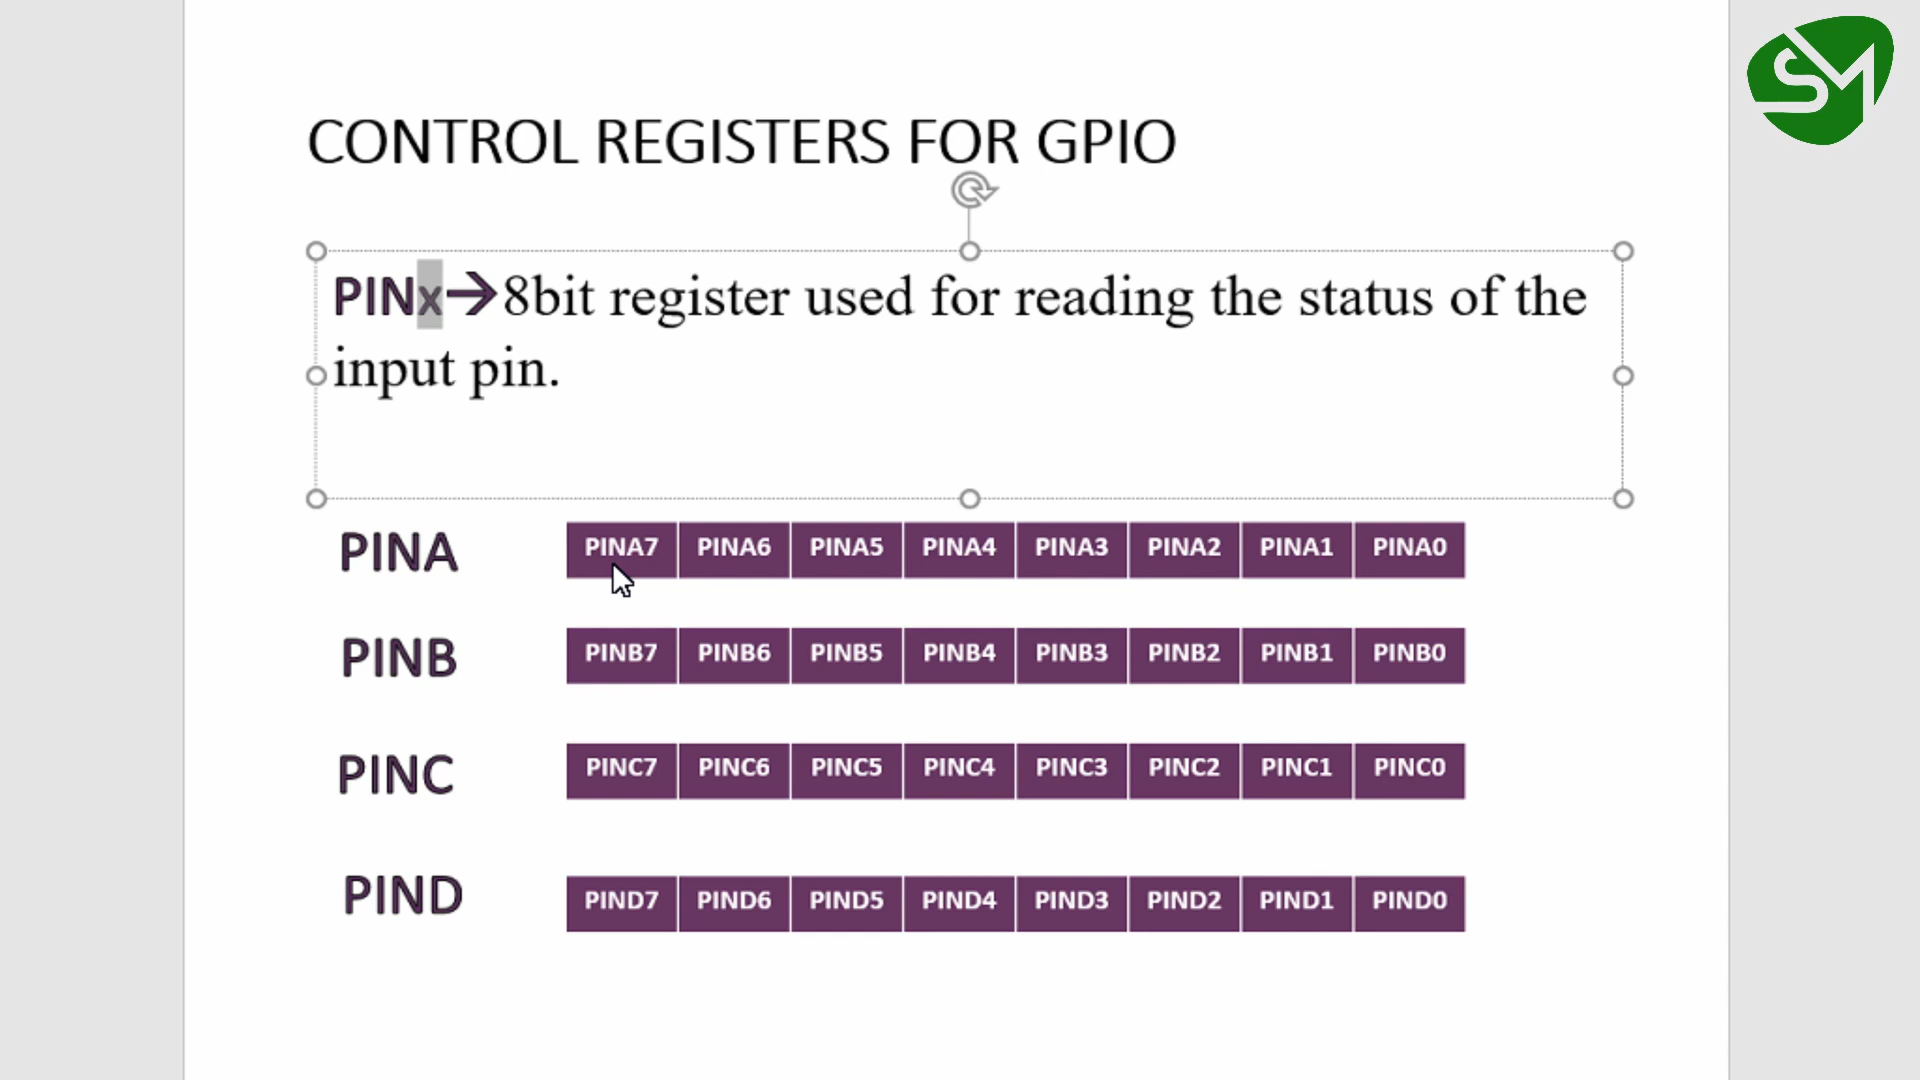 SM
CONTROL REGISTERS FOR GPIO
PINx→8bit register used for reading the status of the
input pin.
PINA PINA7 PINA6 PINA5 PINA4 PINA3 PINA2 PINA1 PINA0
PINB PINB7 PINB6 PINB5 PINB4 PINB3 PINB2 PINB1 PINB0
PINC PINC7 PINC6 PINC5 PINC4 PINC3 PINC2 PINC1 PINC0
PIND PIND7 PIND6 PIND5 PIND4 PIND3 PIND2 PIND1 PIND0